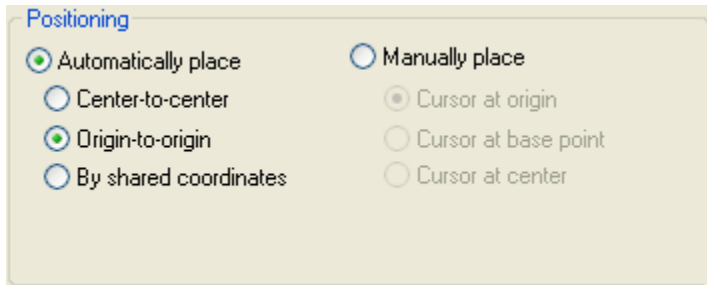 Positioning
Automatically place
Center-to-center
Origin-to-origin
By shared coordinates
Manually place
Cursor at origin
Cursor at base point
Cursor at center